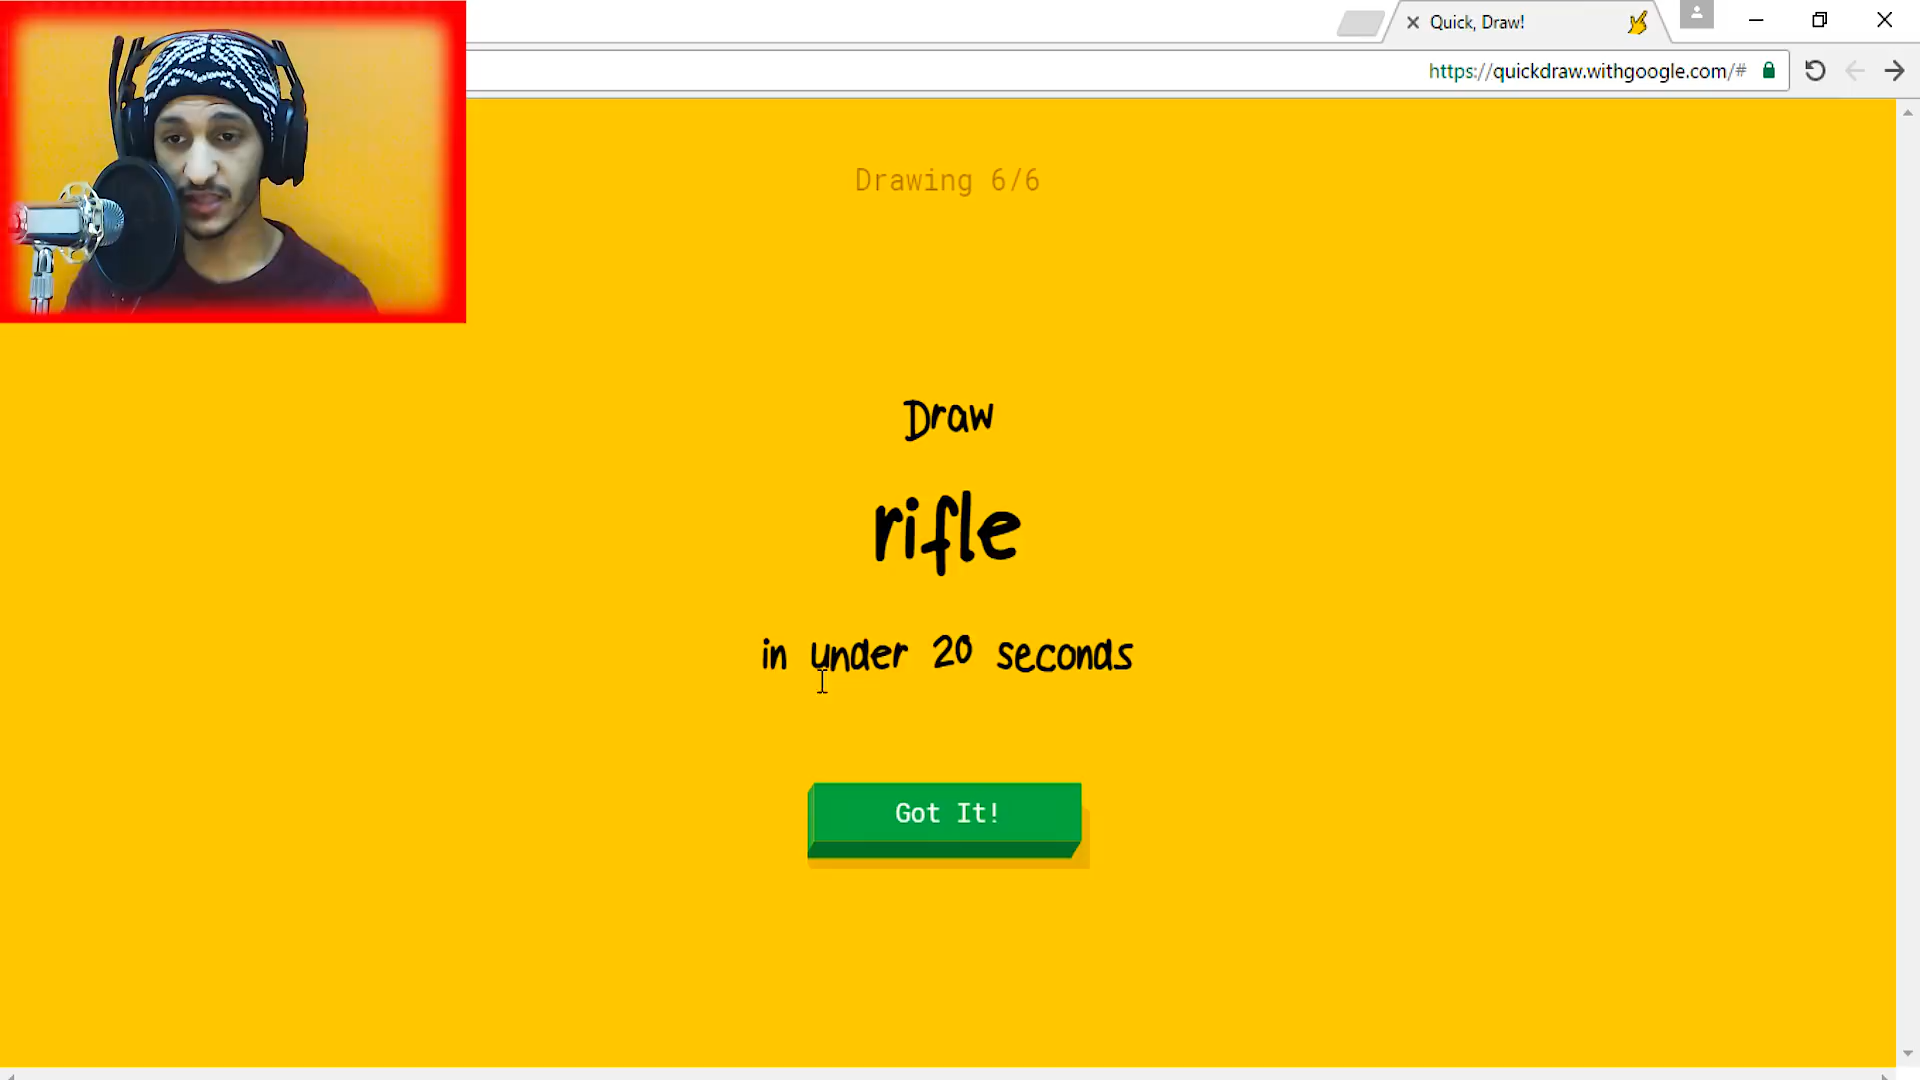 Quick, Draw!
https://quickdraw.withgoogle.com/#
Drawing 6/6
Draw
rifle
in under 20 seconds
Got It!